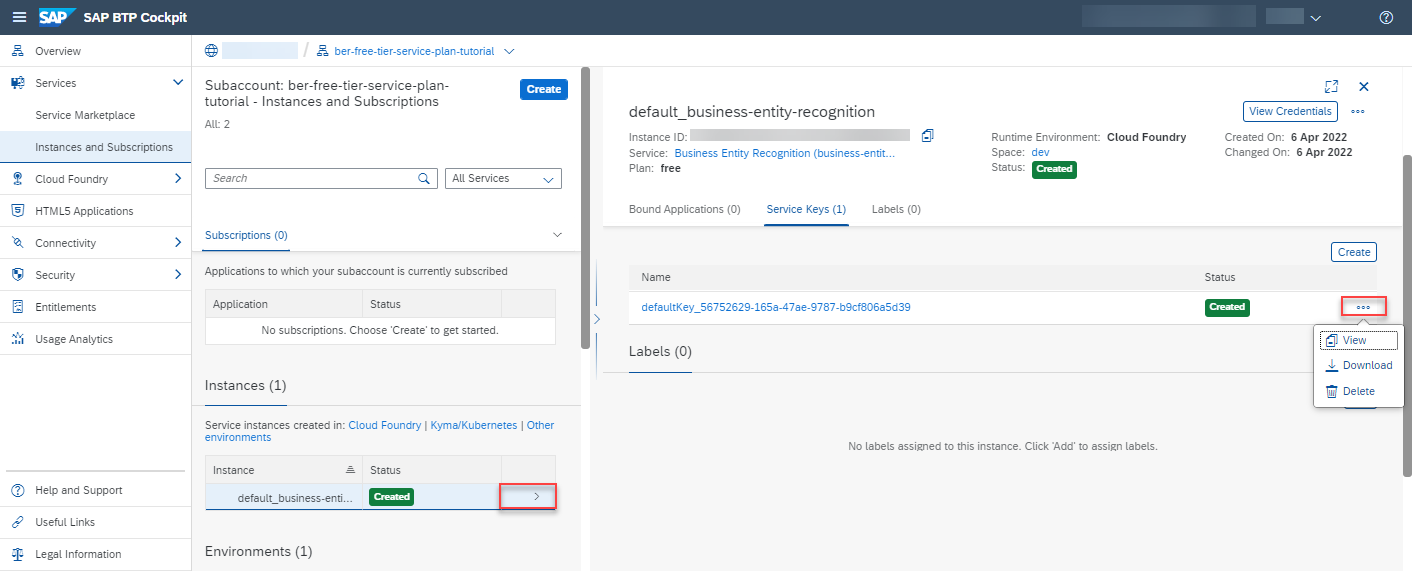 SAP SAP BTP Cockpit
Overview
Services
Service Marketplace
Instances and Subscriptions
Cloud Foundry
HTML5 Applications
Connectivity
Security
Entitlements
Usage Analytics
Help and Support
Useful Links
Legal Information
/ ber-free-tier-service-plan-tutorial
Subaccount: ber-free-tier-service-plan-
tutorial - Instances and Subscriptions
Create
All: 2
Search
All Services
Subscriptions (0)
Applications to which your subaccount is currently subscribed
Application Status
No subscriptions. Choose 'Create' to get started.
Instances (1)
Service instances created in: Cloud Foundry | Kyma/Kubernetes | Other
environments
Instance Status
default_business-enti... Created
Environments (1)
default_business-entity-recognition
View Credentials
Instance ID:
Service: Business Entity Recognition (business-entit...
Plan: free
Runtime Environment: Cloud Foundry
Space: dev
Status: Created
Created On: 6 Apr 2022
Changed On: 6 Apr 2022
Bound Applications (0) Service Keys (1) Labels (0)
Create
Name Status
defaultKey_56752629-165a-47ae-9787-b9cf806a5d39 Created
View
Download
Delete
Labels (0)
No labels assigned to this instance. Click 'Add' to assign labels.